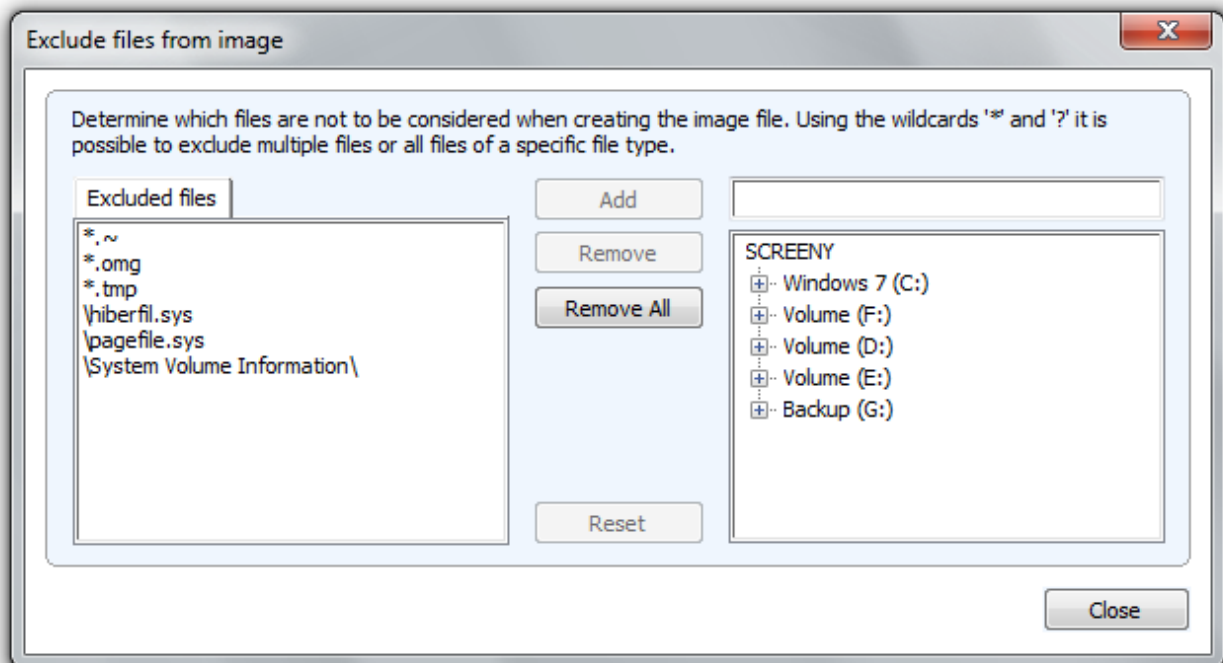 Exclude files from image
Determine which files are not to be considered when creating the image file. Using the wildcards '*' and '?' it is
possible to exclude multiple files or all files of a specific file type.
Excluded files
*.~
*.omg
*.tmp
\hiberfil.sys
\pagefile.sys
\System Volume Information\
Add
Remove
Remove All
Reset
SCREENY
Windows 7 (C:)
Volume (F:)
Volume (D:)
Volume (E:)
Backup (G:)
Close